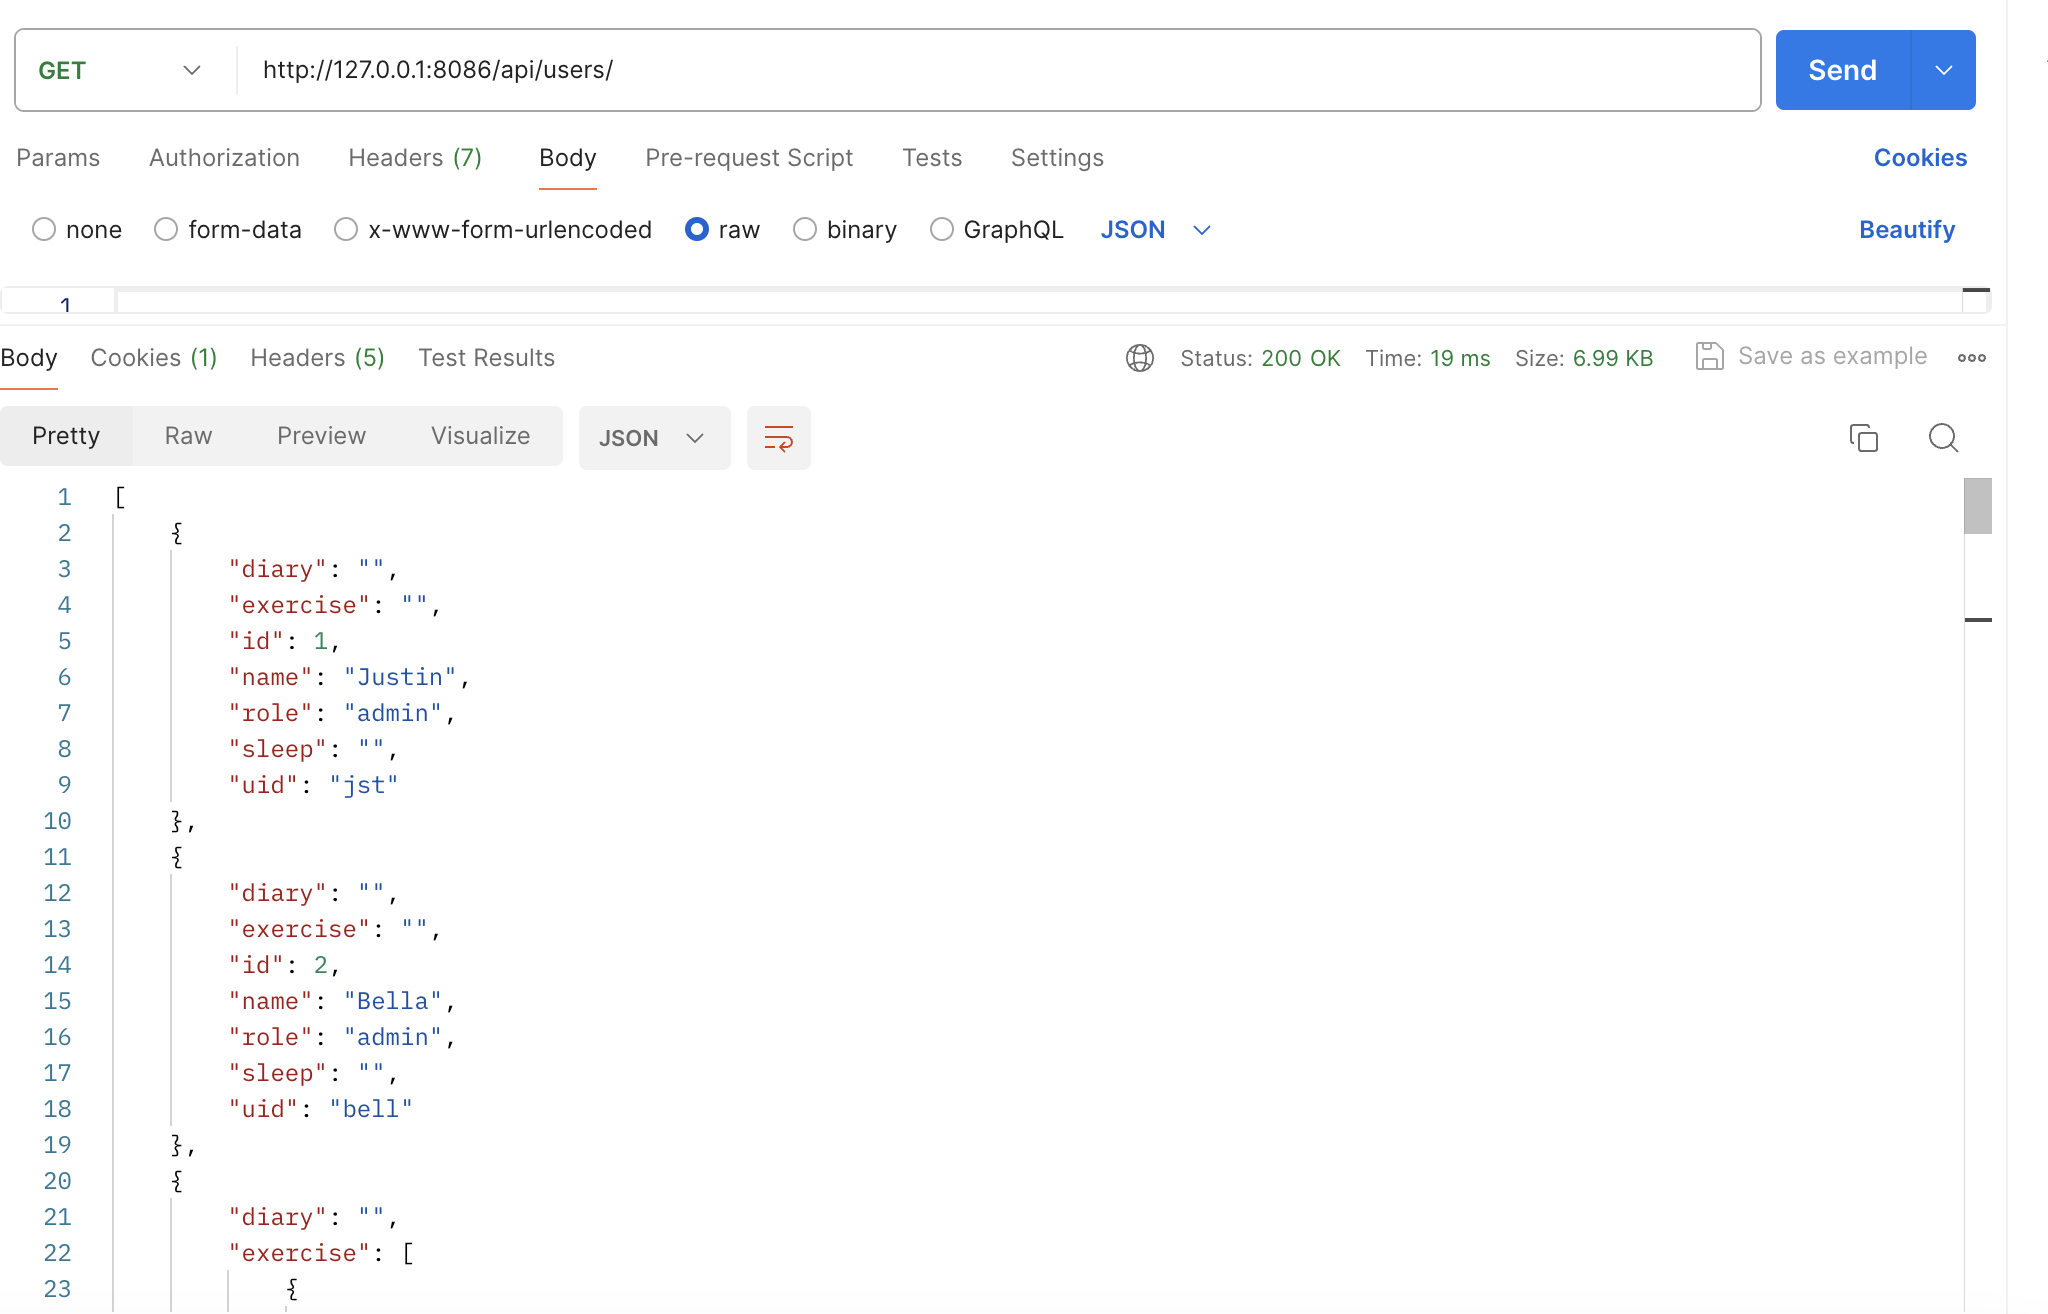 GET http://127.0.0.1:8086/api/users/ Send
Params Authorization Headers (7) Body Pre-request Script Tests Settings Cookies
none form-data x-www-form-urlencoded raw binary GraphQL JSON Beautify
1
Body Cookies (1) Headers (5) Test Results Status: 200 OK Time: 19 ms Size: 6.99 KB Save as example
Pretty Raw Preview Visualize JSON
1 [
2 {
3 "diary": "",
4 "exercise": "",
5 "id": 1,
6 "name": "Justin",
7 "role": "admin",
8 "sleep": "",
9 "uid": "jst"
10 },
11 {
12 "diary": "",
13 "exercise": "",
14 "id": 2,
15 "name": "Bella",
16 "role": "admin",
17 "sleep": "",
18 "uid": "bell"
19 },
20 {
21 "diary": "",
22 "exercise": [
23 {